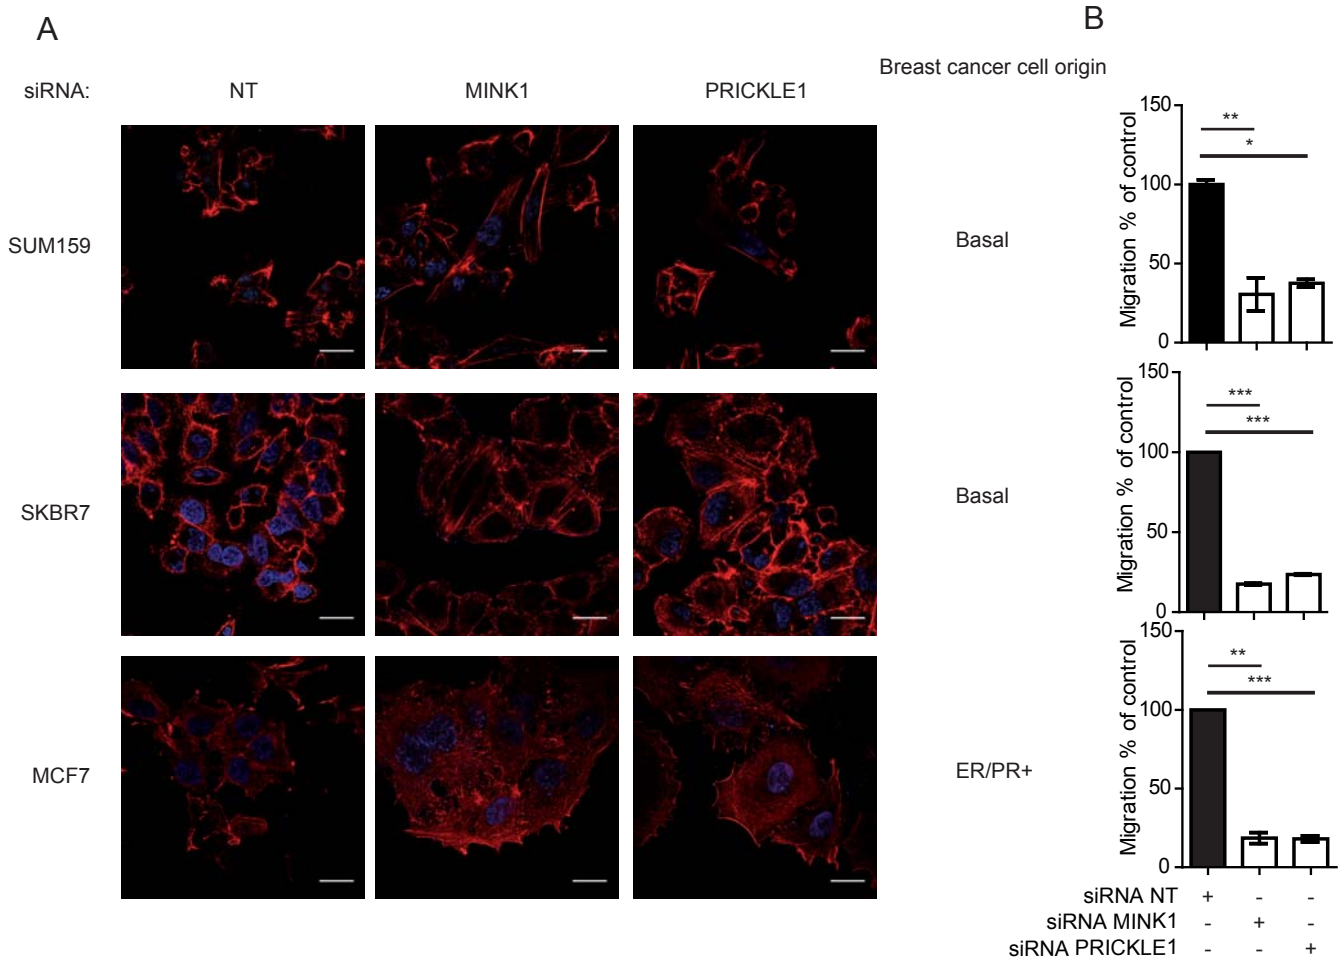 A
B
Breast cancer cell origin
siRNA:
NT
MINK1
PRICKLE1
SUM159
Basal
Migration % of control
150
100
50
0
**
*
SKBR7
Basal
Migration % of control
150
100
50
0
***
***
MCF7
ER/PR+
Migration % of control
150
100
50
0
**
***
siRNA NT + - -
siRNA MINK1 - + -
siRNA PRICKLE1 - - +